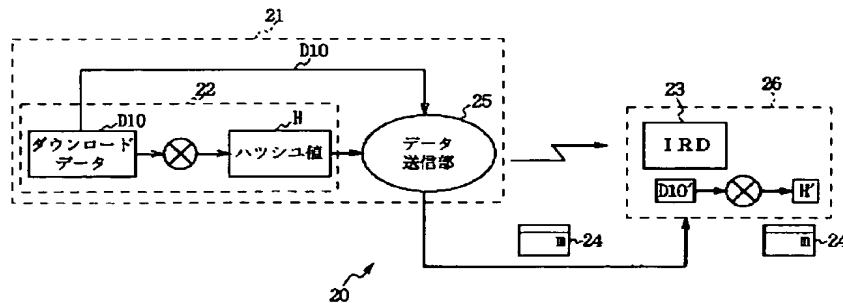 21
D10
22
D10
H
25
ダウンロード
データ
ハッシユ値
データ
送信部
23
26
IRD
D10′
H′
m
24
m
24
20